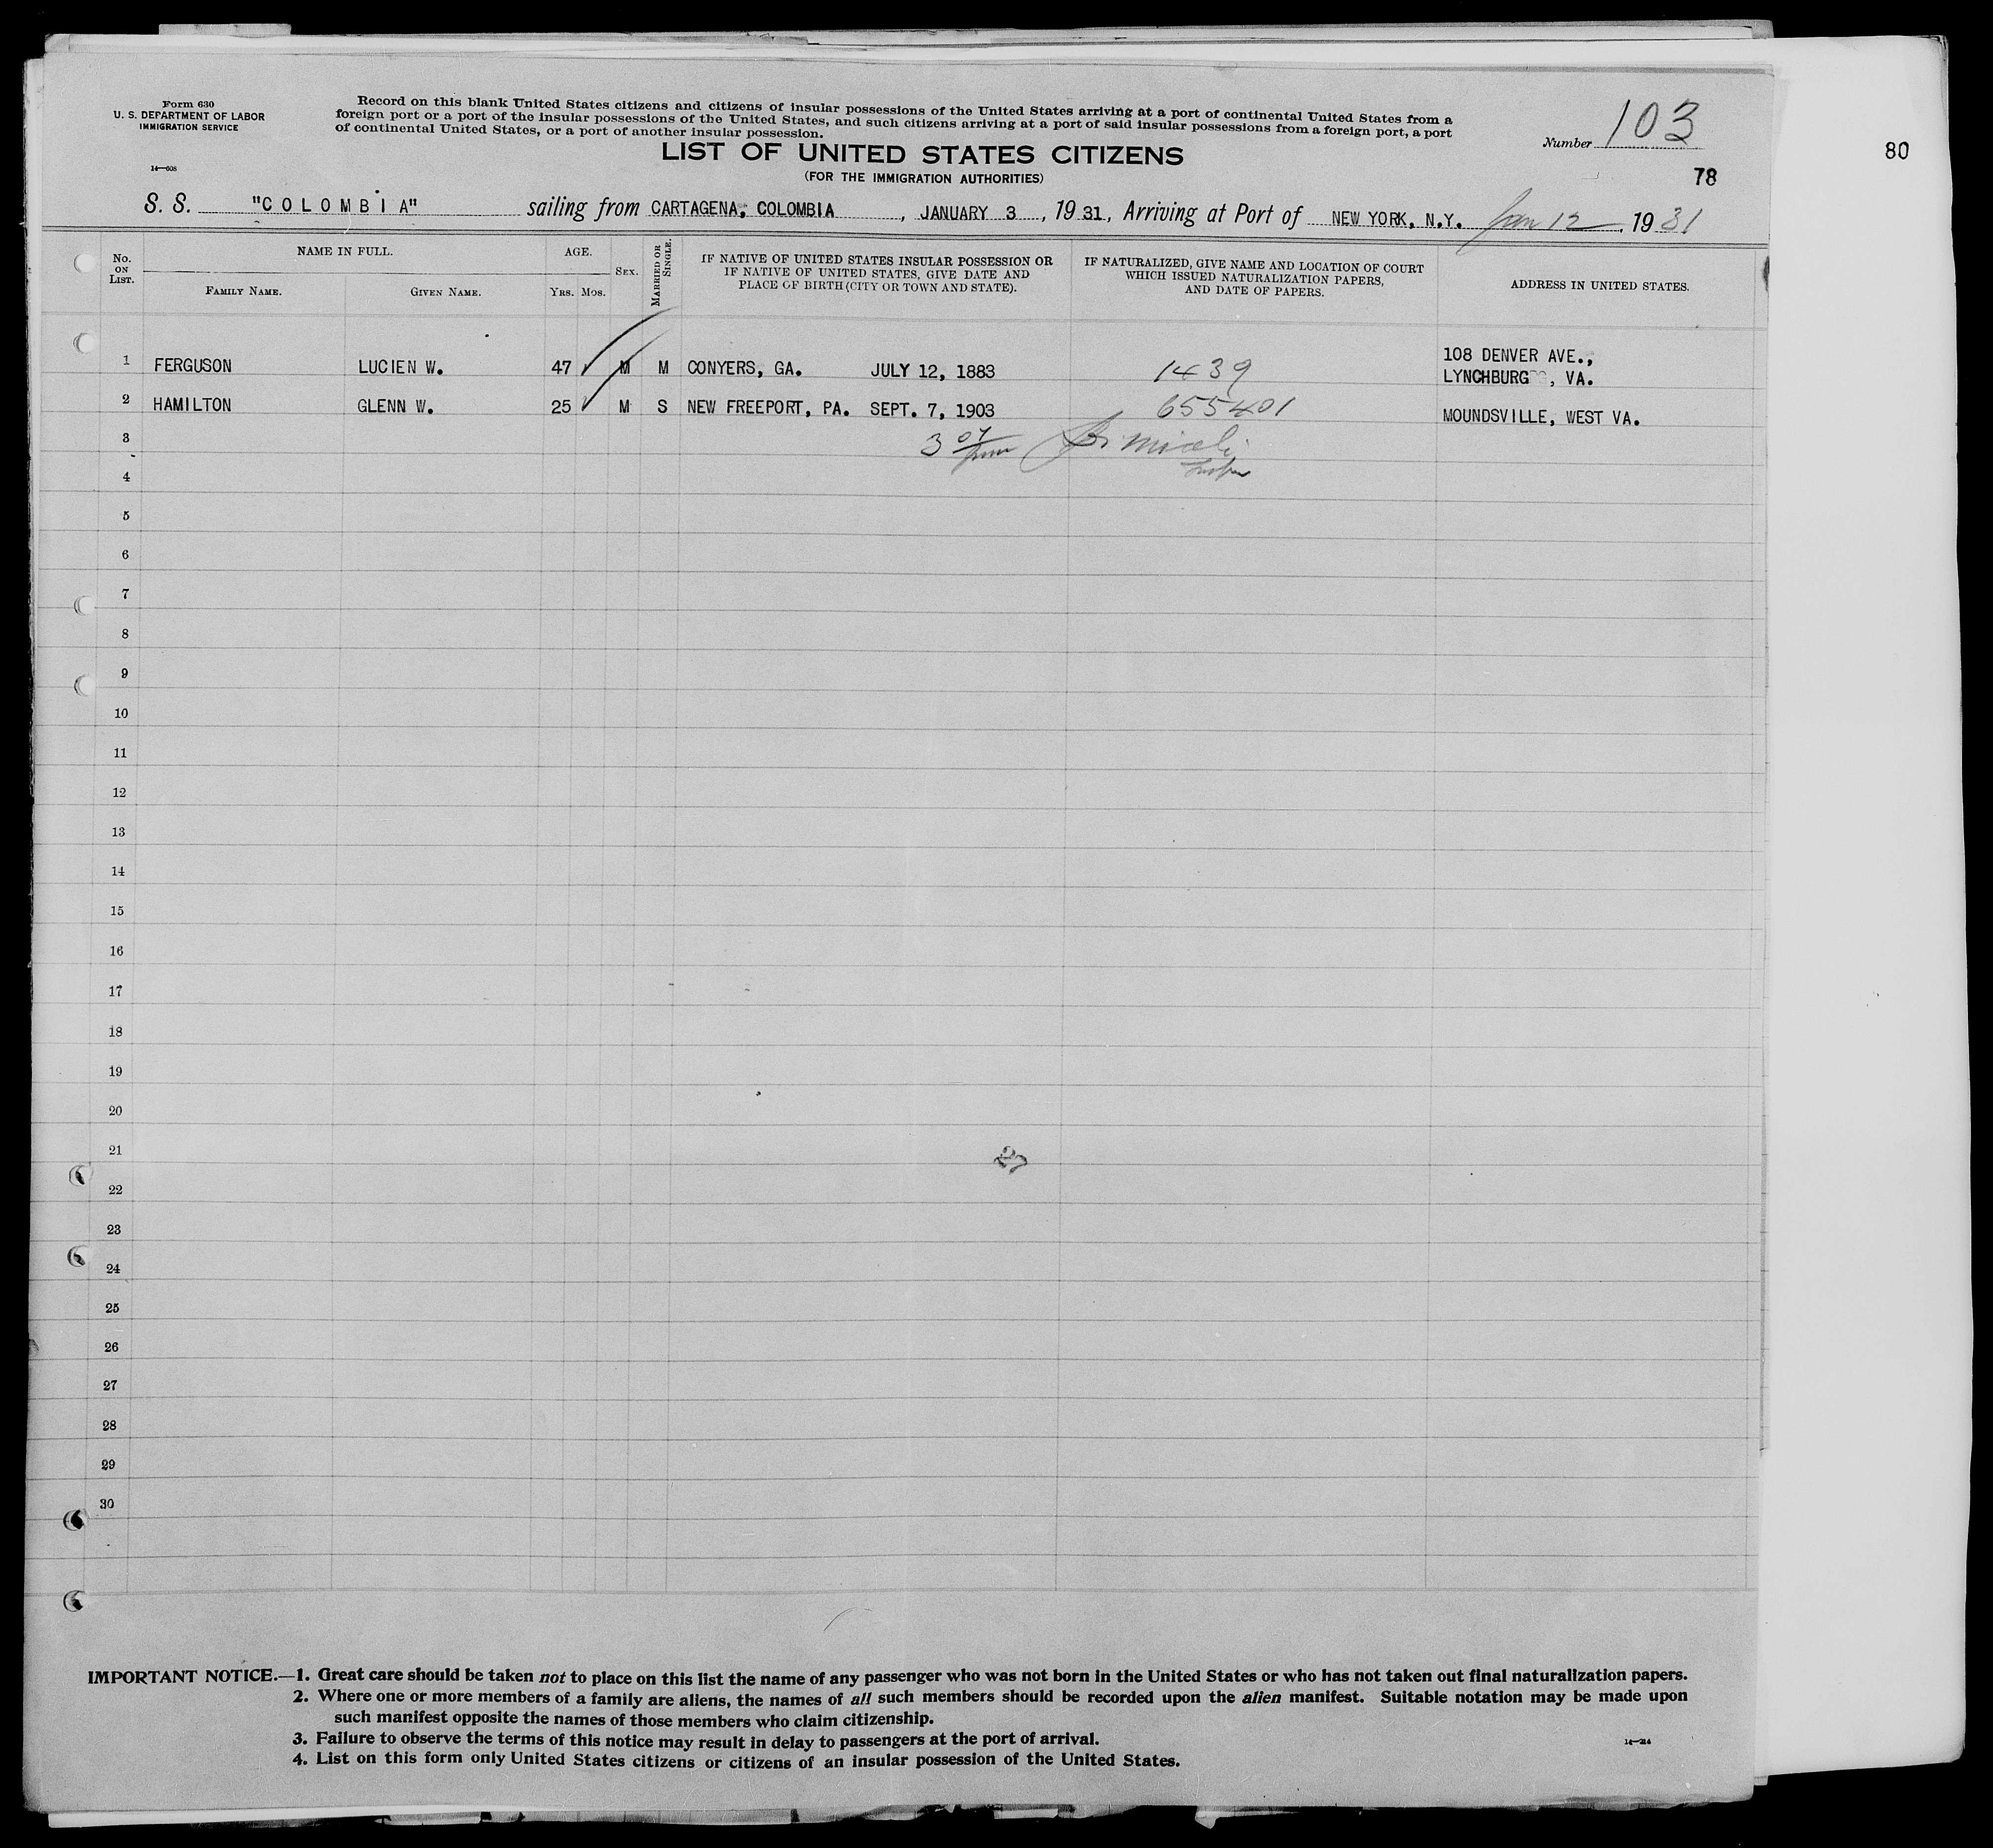 Form 630
U. S. DEPARTMENT OF LABOR
IMMIGRATION SERVICE
14—608
Record on this blank United States citizens and citizens of insular possessions of the United States arriving at a port of continental United States from a
foreign port or a port of the insular possessions of the United States, and such citizens arriving at a port of said insular possessions from a foreign port, a port
of continental United States, or a port of another insular possession.
Number 103
80
LIST OF UNITED STATES CITIZENS
(FOR THE IMMIGRATION AUTHORITIES)
78
S. S. "COLOMBIA" sailing from CARTAGENA, COLOMBIA, JANUARY 3, 1931, Arriving at Port of NEW YORK, N.Y. Jan 12, 1931
No. ON LIST.
NAME IN FULL.
FAMILY NAME.
GIVEN NAME.
AGE.
YRS. MOS.
SEX.
MARRIED OR SINGLE.
IF NATIVE OF UNITED STATES INSULAR POSSESSION OR
IF NATIVE OF UNITED STATES, GIVE DATE AND
PLACE OF BIRTH (CITY OR TOWN AND STATE).
IF NATURALIZED, GIVE NAME AND LOCATION OF COURT
WHICH ISSUED NATURALIZATION PAPERS,
AND DATE OF PAPERS.
ADDRESS IN UNITED STATES.
1 FERGUSON LUCIEN W. 47 M M CONYERS, GA. JULY 12, 1883 1439 108 DENVER AVE.,
LYNCHBURG, VA.
2 HAMILTON GLENN W. 25 M S NEW FREEPORT, PA. SEPT. 7, 1903 655401 MOUNDSVILLE, WEST VA.
3
4
5
6
7
8
9
10
11
12
13
14
15
16
17
18
19
20
21
27
22
23
24
25
26
27
28
29
30
IMPORTANT NOTICE.—1. Great care should be taken not to place on this list the name of any passenger who was not born in the United States or who has not taken out final naturalization papers.
2. Where one or more members of a family are aliens, the names of all such members should be recorded upon the alien manifest. Suitable notation may be made upon
such manifest opposite the names of those members who claim citizenship.
3. Failure to observe the terms of this notice may result in delay to passengers at the port of arrival.
4. List on this form only United States citizens or citizens of an insular possession of the United States.
14—214